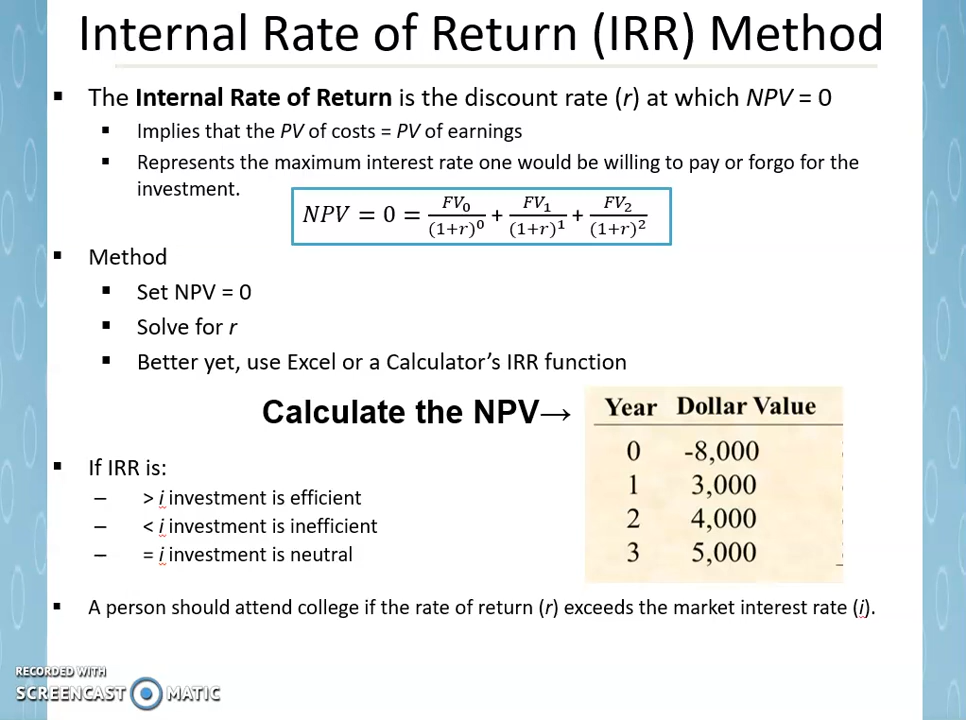 Internal Rate of Return (IRR) Method
▪ The Internal Rate of Return is the discount rate (r) at which NPV = 0
▪ Implies that the PV of costs = PV of earnings
▪ Represents the maximum interest rate one would be willing to pay or forgo for the
investment.
NPV = 0 = FV₀/(1+r)⁰ + FV₁/(1+r)¹ + FV₂/(1+r)²
▪ Method
▪ Set NPV = 0
▪ Solve for r
▪ Better yet, use Excel or a Calculator's IRR function
Calculate the NPV→
Year Dollar Value
0 -8,000
1 3,000
2 4,000
3 5,000
▪ If IRR is:
– > i investment is efficient
– < i investment is inefficient
– = i investment is neutral
▪ A person should attend college if the rate of return (r) exceeds the market interest rate (i).
RECORDED WITH
SCREENCAST MATIC